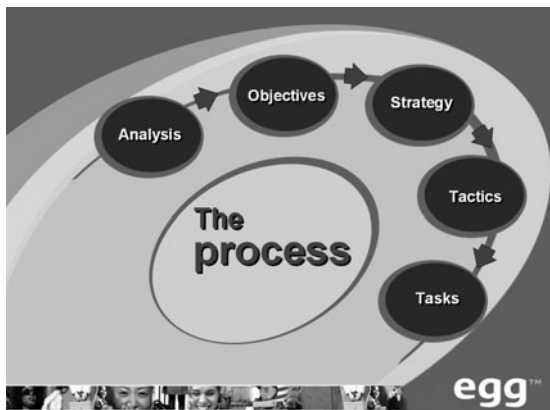 Analysis
Objectives
Strategy
Tactics
Tasks
The
process
egg™